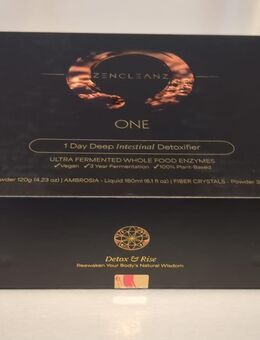 ZENCLEANZ
ONE
1 Day Deep Intestinal Detoxifier
ULTRA FERMENTED WHOLE FOOD ENZYMES
✓Vegan ✓3 Year Fermentation ✓100% Plant-Based
wder 120g (4.23 oz) | AMBROSIA - Liquid 180ml (6.1 fl oz) | FIBER CRYSTALS - Powder 3
Detox & Rise
Reawaken Your Body's Natural Wisdom